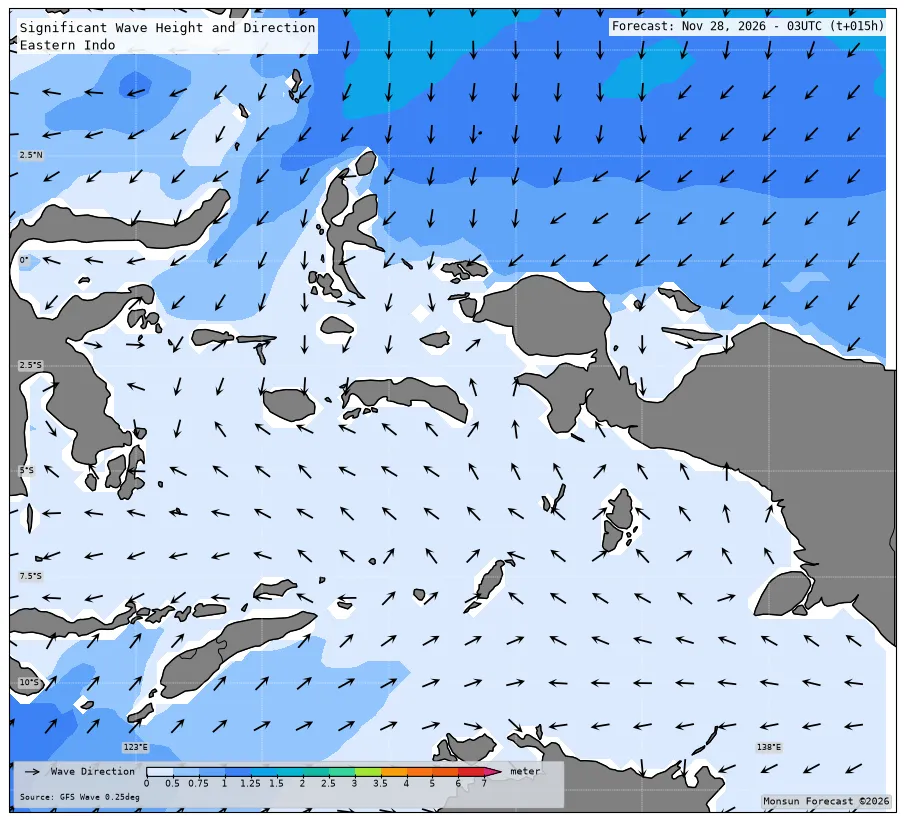 Significant Wave Height and Direction
Eastern Indo
Forecast: Nov 28, 2026 - 03UTC (t+015h)
2.5°N
0°
2.5°S
5°S
7.5°S
10°S
123°E
138°E
Wave Direction
meter
0 0.5 0.75 1 1.25 1.5 2 2.5 3 3.5 4 5 6 7
Source: GFS Wave 0.25deg
Monsun Forecast ©2026